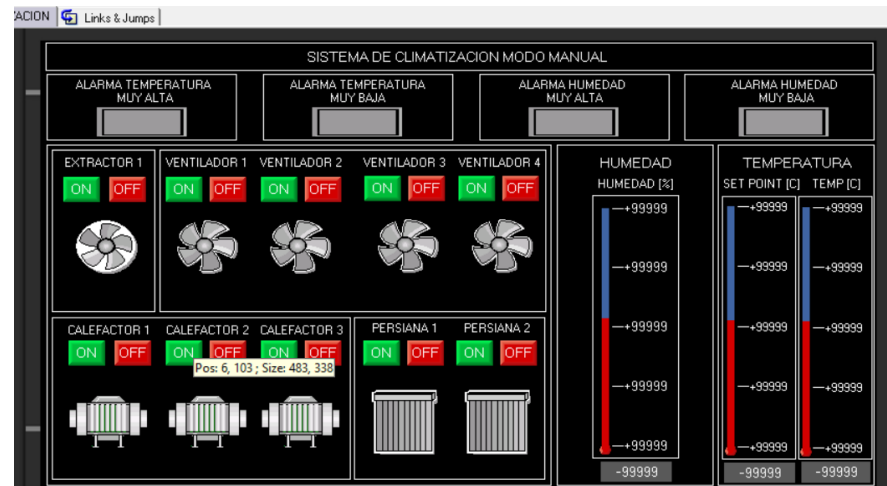 ACION Links & Jumps
SISTEMA DE CLIMATIZACION MODO MANUAL
ALARMA TEMPERATURA
MUY ALTA
ALARMA TEMPERATURA
MUY BAJA
ALARMA HUMEDAD
MUY ALTA
ALARMA HUMEDAD
MUY BAJA
EXTRACTOR 1
ON OFF
VENTILADOR 1 VENTILADOR 2 VENTILADOR 3 VENTILADOR 4
ON OFF ON OFF ON OFF ON OFF
CALEFACTOR 1 CALEFACTOR 2 CALEFACTOR 3
ON OFF ON OFF ON OFF
Pos: 6, 103 ; Size: 483, 338
PERSIANA 1 PERSIANA 2
ON OFF ON OFF
HUMEDAD
HUMEDAD [%]
+99999
+99999
+99999
+99999
+99999
-99999
TEMPERATURA
SET POINT [C] TEMP [C]
+99999 +99999
+99999 +99999
+99999 +99999
+99999 +99999
+99999 +99999
-99999 -99999